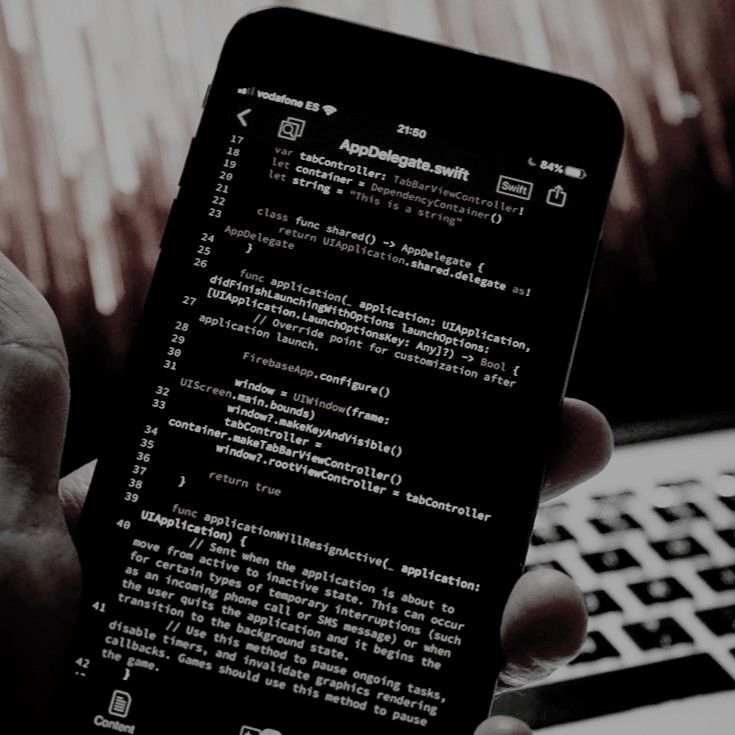 vodafone ES
21:50
84%
AppDelegate.swift
Swift
17
18 var tabController: TabBarViewController!
19 let container = DependencyContainer()
20 let string = "This is a string"
21
22
23 class func shared() -> AppDelegate {
return UIApplication.shared.delegate as!
24 AppDelegate
25 }
26
func application(_ application: UIApplication,
didFinishLaunchingWithOptions launchOptions:
27 [UIApplication.LaunchOptionsKey: Any]?) -> Bool {
// Override point for customization after
28 application launch.
29
30 FirebaseApp.configure()
31
window = UIWindow(frame:
32 UIScreen.main.bounds)
33 window?.makeKeyAndVisible()
tabController =
34 container.makeTabBarViewController()
35 window?.rootViewController = tabController
36
37 return true
38 }
39
func applicationWillResignActive(_ application:
40 UIApplication) {
// Sent when the application is about to
move from active to inactive state. This can occur
for certain types of temporary interruptions (such
as an incoming phone call or SMS message) or when
the user quits the application and it begins the
41 transition to the background state.
// Use this method to pause ongoing tasks,
disable timers, and invalidate graphics rendering
callbacks. Games should use this method to pause
42 the game.
}
Content